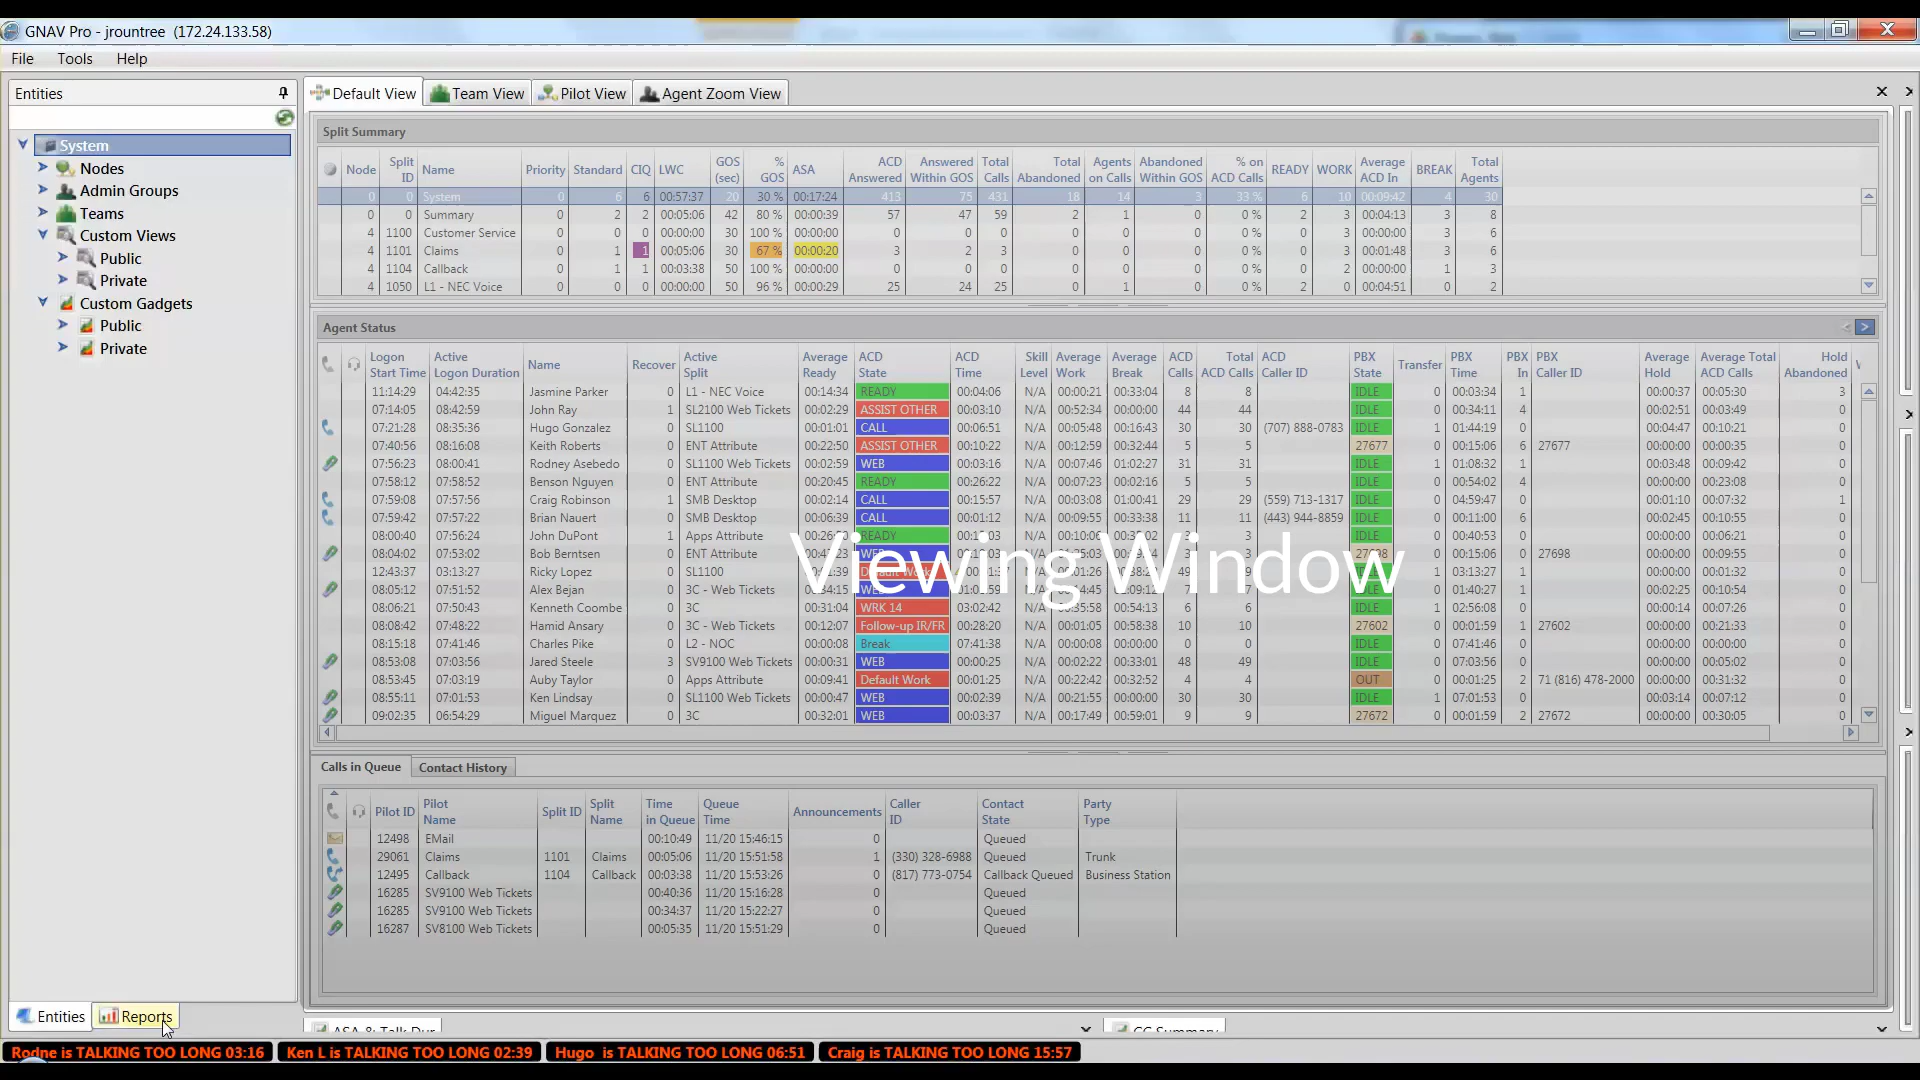 GNAV Pro - jrountree (172.24.133.58)
File Tools Help
Entities
System
Nodes
Admin Groups
Teams
Custom Views
Public
Private
Custom Gadgets
Public
Private
Entities Reports
Default View Team View Pilot View Agent Zoom View
Split Summary
Node Split ID Name Priority Standard CIQ LWC GOS (sec) % GOS ASA ACD Answered Answered Within GOS Total Calls Total Abandoned Agents on Calls Abandoned Within GOS % on ACD Calls READY WORK Average ACD In BREAK Total Agents
0 0 System 0 6 6 00:57:37 20 30 % 00:17:24 413 75 431 18 14 3 33 % 6 10 00:09:42 4 30
0 0 Summary 0 2 2 00:05:06 42 80 % 00:00:39 57 47 59 2 1 0 0 % 2 3 00:04:13 3 8
4 1100 Customer Service 0 0 0 00:00:00 30 100 % 00:00:00 0 0 0 0 0 0 0 % 0 3 00:00:00 3 6
4 1101 Claims 0 1 1 00:05:06 30 67 % 00:00:20 3 2 3 0 0 0 0 % 0 3 00:01:48 3 6
4 1104 Callback 0 1 1 00:03:38 50 100 % 00:00:00 0 0 0 0 0 0 0 % 0 2 00:00:00 1 3
4 1050 L1 - NEC Voice 0 0 0 00:00:00 50 96 % 00:00:29 25 24 25 0 1 0 0 % 2 0 00:04:51 0 2
Agent Status
Logon Start Time Active Logon Duration Name Recover Active Split Average Ready ACD State ACD Time Skill Level Average Work Average Break ACD Calls Total ACD Calls ACD Caller ID PBX State Transfer PBX Time PBX In PBX Caller ID Average Hold Average Total ACD Calls Hold Abandoned
11:14:29 04:42:35 Jasmine Parker 0 L1 - NEC Voice 00:14:34 READY 00:04:06 N/A 00:00:21 00:33:04 8 8 IDLE 0 00:03:34 1 00:00:37 00:05:30 3
07:14:05 08:42:59 John Ray 1 SL2100 Web Tickets 00:02:29 ASSIST OTHER 00:03:10 N/A 00:52:34 00:00:00 44 44 IDLE 0 00:34:11 4 00:02:51 00:03:49 0
07:21:28 08:35:36 Hugo Gonzalez 0 SL1100 00:01:01 CALL 00:06:51 N/A 00:05:48 00:16:43 30 30 (707) 888-0783 IDLE 1 01:44:19 0 00:04:47 00:10:21 0
07:40:56 08:16:08 Keith Roberts 0 ENT Attribute 00:22:50 ASSIST OTHER 00:10:22 N/A 00:12:59 00:32:44 5 5 27677 0 00:15:06 6 27677 00:00:00 00:00:35 0
07:56:23 08:00:41 Rodney Asebedo 0 SL1100 Web Tickets 00:02:59 WEB 00:03:16 N/A 00:07:46 01:02:27 31 31 IDLE 1 01:08:32 1 00:03:48 00:09:42 0
07:58:12 07:58:52 Benson Nguyen 0 ENT Attribute 00:20:45 READY 00:26:22 N/A 00:07:23 00:02:16 5 5 IDLE 0 00:54:02 4 00:00:00 00:23:08 0
07:59:08 07:57:56 Craig Robinson 1 SMB Desktop 00:02:14 CALL 00:15:57 N/A 00:03:08 01:00:41 29 29 (559) 713-1317 IDLE 0 04:59:47 0 00:01:10 00:07:32 1
07:59:42 07:57:22 Brian Nauert 0 SMB Desktop 00:06:39 CALL 00:01:12 N/A 00:09:55 00:33:38 11 11 (443) 944-8859 IDLE 0 00:11:00 6 00:02:45 00:10:55 0
08:00:40 07:56:24 John DuPont 1 Apps Attribute READY N/A 3 IDLE 0 00:40:53 0 00:00:00 00:06:21 0
08:04:02 07:53:02 Bob Berntsen 0 ENT Attribute 0 00:15:06 0 27698 00:00:00 00:09:55 0
12:43:37 03:13:27 Ricky Lopez 0 SL1100 1 03:13:27 1 00:00:00 00:01:32 0
08:05:12 07:51:52 Alex Bejan 0 3C - Web Tickets 1 01:40:27 1 00:02:25 00:10:54 0
08:06:21 07:50:43 Kenneth Coombe 0 3C 00:31:04 WRK 14 03:02:42 00:54:13 6 6 IDLE 1 02:56:08 0 00:00:14 00:07:26 0
08:08:42 07:48:22 Hamid Ansary 0 3C - Web Tickets 00:12:07 Follow-up IR/FR 00:28:20 N/A 00:01:05 00:58:38 10 10 27602 0 00:01:59 1 27602 00:00:00 00:21:33 0
08:15:18 07:41:46 Charles Pike 0 L2 - NOC 00:00:08 Break 07:41:38 N/A 00:00:00 00:00:00 0 0 IDLE 0 07:41:46 0 00:00:00 00:00:00 0
08:53:08 07:03:56 Jared Steele 3 SV9100 Web Tickets 00:00:31 WEB 00:00:25 N/A 00:02:22 00:33:01 48 49 IDLE 0 07:03:56 0 00:00:00 00:05:02 0
08:53:45 07:03:19 Auby Taylor 0 Apps Attribute 00:09:41 Default Work 00:01:25 N/A 00:22:42 00:32:52 4 4 OUT 0 00:01:25 2 71 (816) 478-2000 00:00:00 00:31:32 0
08:55:11 07:01:53 Ken Lindsay 0 SL1100 Web Tickets 00:00:47 WEB 00:02:39 N/A 00:21:55 00:00:00 30 30 IDLE 1 07:01:53 0 00:03:14 00:07:12 0
09:02:35 06:54:29 Miguel Marquez 0 3C 00:32:01 WEB 00:03:37 N/A 00:17:49 00:59:01 9 9 27672 0 00:01:59 2 27672 00:00:00 00:30:05 0
Viewing Window
Calls in Queue Contact History
Pilot ID Pilot Name Split ID Split Name Time in Queue Queue Time Announcements Caller ID Contact State Party Type
12498 EMail 00:10:49 11/20 15:46:15 0 Queued
29061 Claims 1101 Claims 00:05:06 11/20 15:51:58 1 (330) 328-6988 Queued Trunk
12495 Callback 1104 Callback 00:03:38 11/20 15:53:26 0 (817) 773-0754 Callback Queued Business Station
16285 SV9100 Web Tickets 00:40:36 11/20 15:16:28 0 Queued
16285 SV9100 Web Tickets 00:34:37 11/20 15:22:27 0 Queued
16287 SV8100 Web Tickets 00:05:35 11/20 15:51:29 0 Queued
ASA & Talk Dur CC Summary
Rodne is TALKING TOO LONG 03:16 Ken L is TALKING TOO LONG 02:39 Hugo is TALKING TOO LONG 06:51 Craig is TALKING TOO LONG 15:57